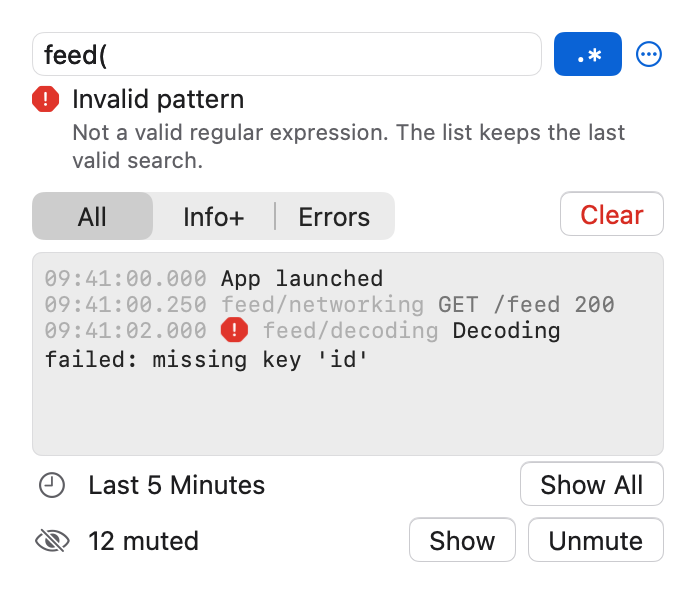 feed(
.*
Invalid pattern
Not a valid regular expression. The list keeps the last
valid search.
All Info+ Errors Clear
09:41:00.000 App launched
09:41:00.250 feed/networking GET /feed 200
09:41:02.000 feed/decoding Decoding
failed: missing key 'id'
Last 5 Minutes Show All
12 muted Show Unmute